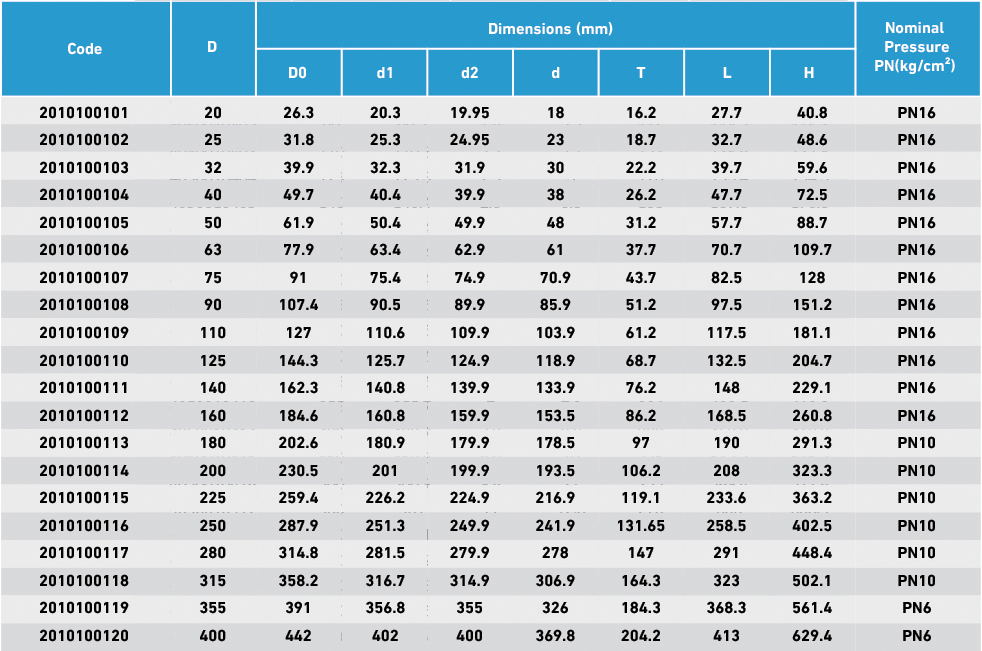 Code D Dimensions (mm) Nominal
Pressure
PN(kg/cm²)
D0 d1 d2 d T L H
2010100101 20 26.3 20.3 19.95 18 16.2 27.7 40.8 PN16
2010100102 25 31.8 25.3 24.95 23 18.7 32.7 48.6 PN16
2010100103 32 39.9 32.3 31.9 30 22.2 39.7 59.6 PN16
2010100104 40 49.7 40.4 39.9 38 26.2 47.7 72.5 PN16
2010100105 50 61.9 50.4 49.9 48 31.2 57.7 88.7 PN16
2010100106 63 77.9 63.4 62.9 61 37.7 70.7 109.7 PN16
2010100107 75 91 75.4 74.9 70.9 43.7 82.5 128 PN16
2010100108 90 107.4 90.5 89.9 85.9 51.2 97.5 151.2 PN16
2010100109 110 127 110.6 109.9 103.9 61.2 117.5 181.1 PN16
2010100110 125 144.3 125.7 124.9 118.9 68.7 132.5 204.7 PN16
2010100111 140 162.3 140.8 139.9 133.9 76.2 148 229.1 PN16
2010100112 160 184.6 160.8 159.9 153.5 86.2 168.5 260.8 PN16
2010100113 180 202.6 180.9 179.9 178.5 97 190 291.3 PN10
2010100114 200 230.5 201 199.9 193.5 106.2 208 323.3 PN10
2010100115 225 259.4 226.2 224.9 216.9 119.1 233.6 363.2 PN10
2010100116 250 287.9 251.3 249.9 241.9 131.65 258.5 402.5 PN10
2010100117 280 314.8 281.5 279.9 278 147 291 448.4 PN10
2010100118 315 358.2 316.7 314.9 306.9 164.3 323 502.1 PN10
2010100119 355 391 356.8 355 326 184.3 368.3 561.4 PN6
2010100120 400 442 402 400 369.8 204.2 413 629.4 PN6